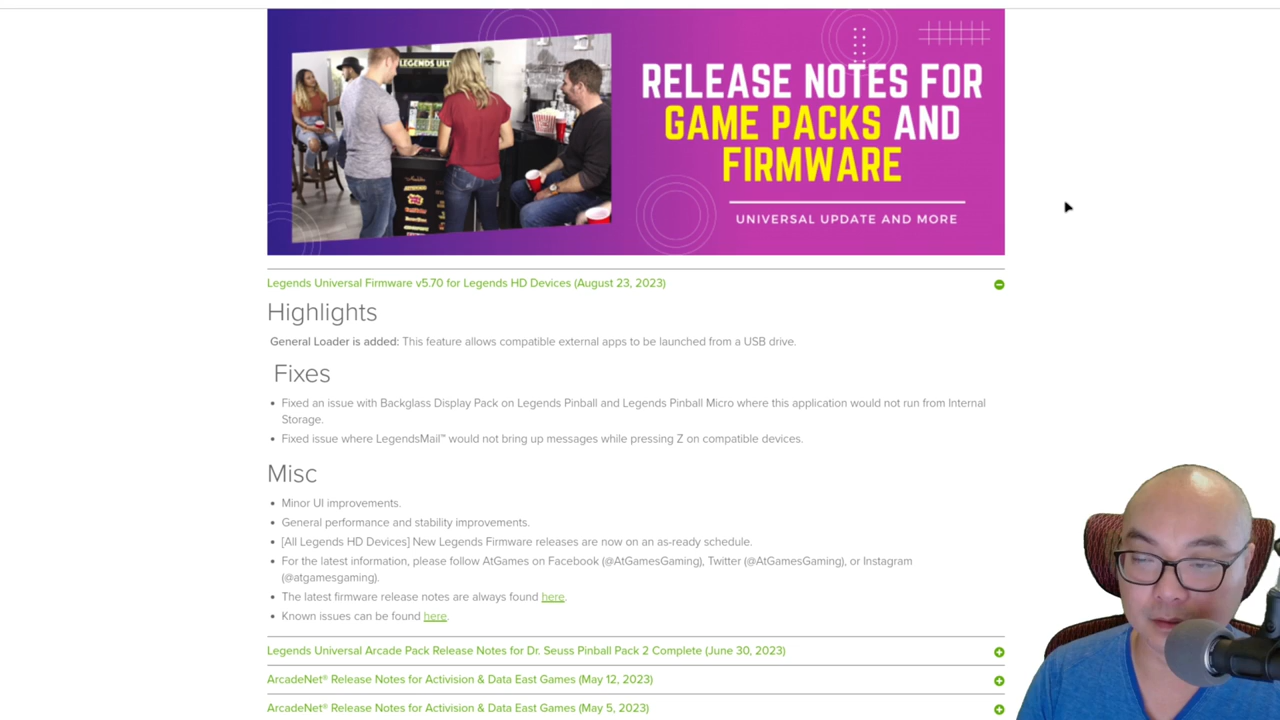 LEGENDS ULT
RELEASE NOTES FOR
GAME PACKS AND
FIRMWARE
UNIVERSAL UPDATE AND MORE
Legends Universal Firmware v5.70 for Legends HD Devices (August 23, 2023)
Highlights
General Loader is added: This feature allows compatible external apps to be launched from a USB drive.
Fixes
• Fixed an issue with Backglass Display Pack on Legends Pinball and Legends Pinball Micro where this application would not run from Internal
Storage.
• Fixed issue where LegendsMail™ would not bring up messages while pressing Z on compatible devices.
Misc
• Minor UI improvements.
• General performance and stability improvements.
• [All Legends HD Devices] New Legends Firmware releases are now on an as-ready schedule.
• For the latest information, please follow AtGames on Facebook (@AtGamesGaming), Twitter (@AtGamesGaming), or Instagram
(@atgamesgaming).
• The latest firmware release notes are always found here.
• Known issues can be found here.
Legends Universal Arcade Pack Release Notes for Dr. Seuss Pinball Pack 2 Complete (June 30, 2023)
ArcadeNet® Release Notes for Activision & Data East Games (May 12, 2023)
ArcadeNet® Release Notes for Activision & Data East Games (May 5, 2023)